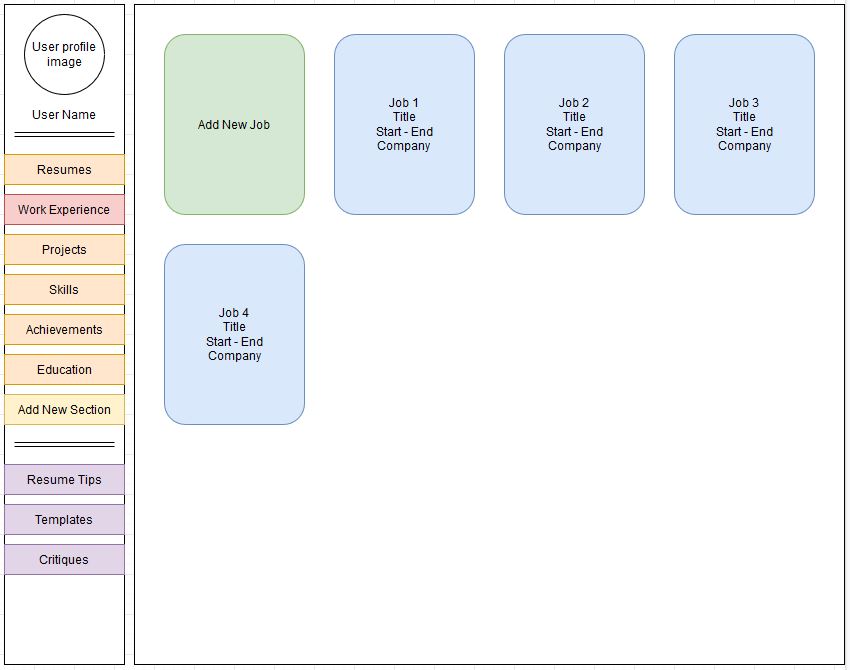 User profile
image
User Name
Resumes
Work Experience
Projects
Skills
Achievements
Education
Add New Section
Resume Tips
Templates
Critiques
Add New Job
Job 1
Title
Start - End
Company
Job 2
Title
Start - End
Company
Job 3
Title
Start - End
Company
Job 4
Title
Start - End
Company